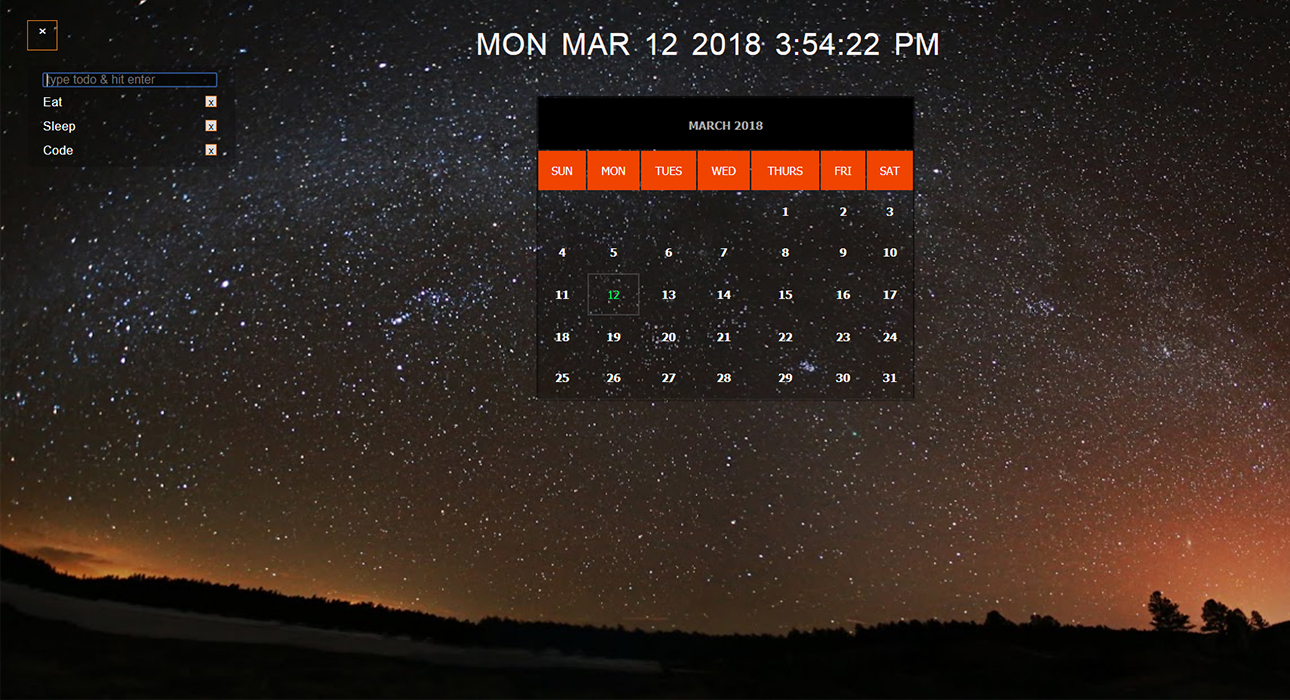 ×
MON MAR 12 2018 3:54:22 PM
type todo & hit enter
Eat x
Sleep x
Code x
MARCH 2018
SUN MON TUES WED THURS FRI SAT
1 2 3
4 5 6 7 8 9 10
11 12 13 14 15 16 17
18 19 20 21 22 23 24
25 26 27 28 29 30 31